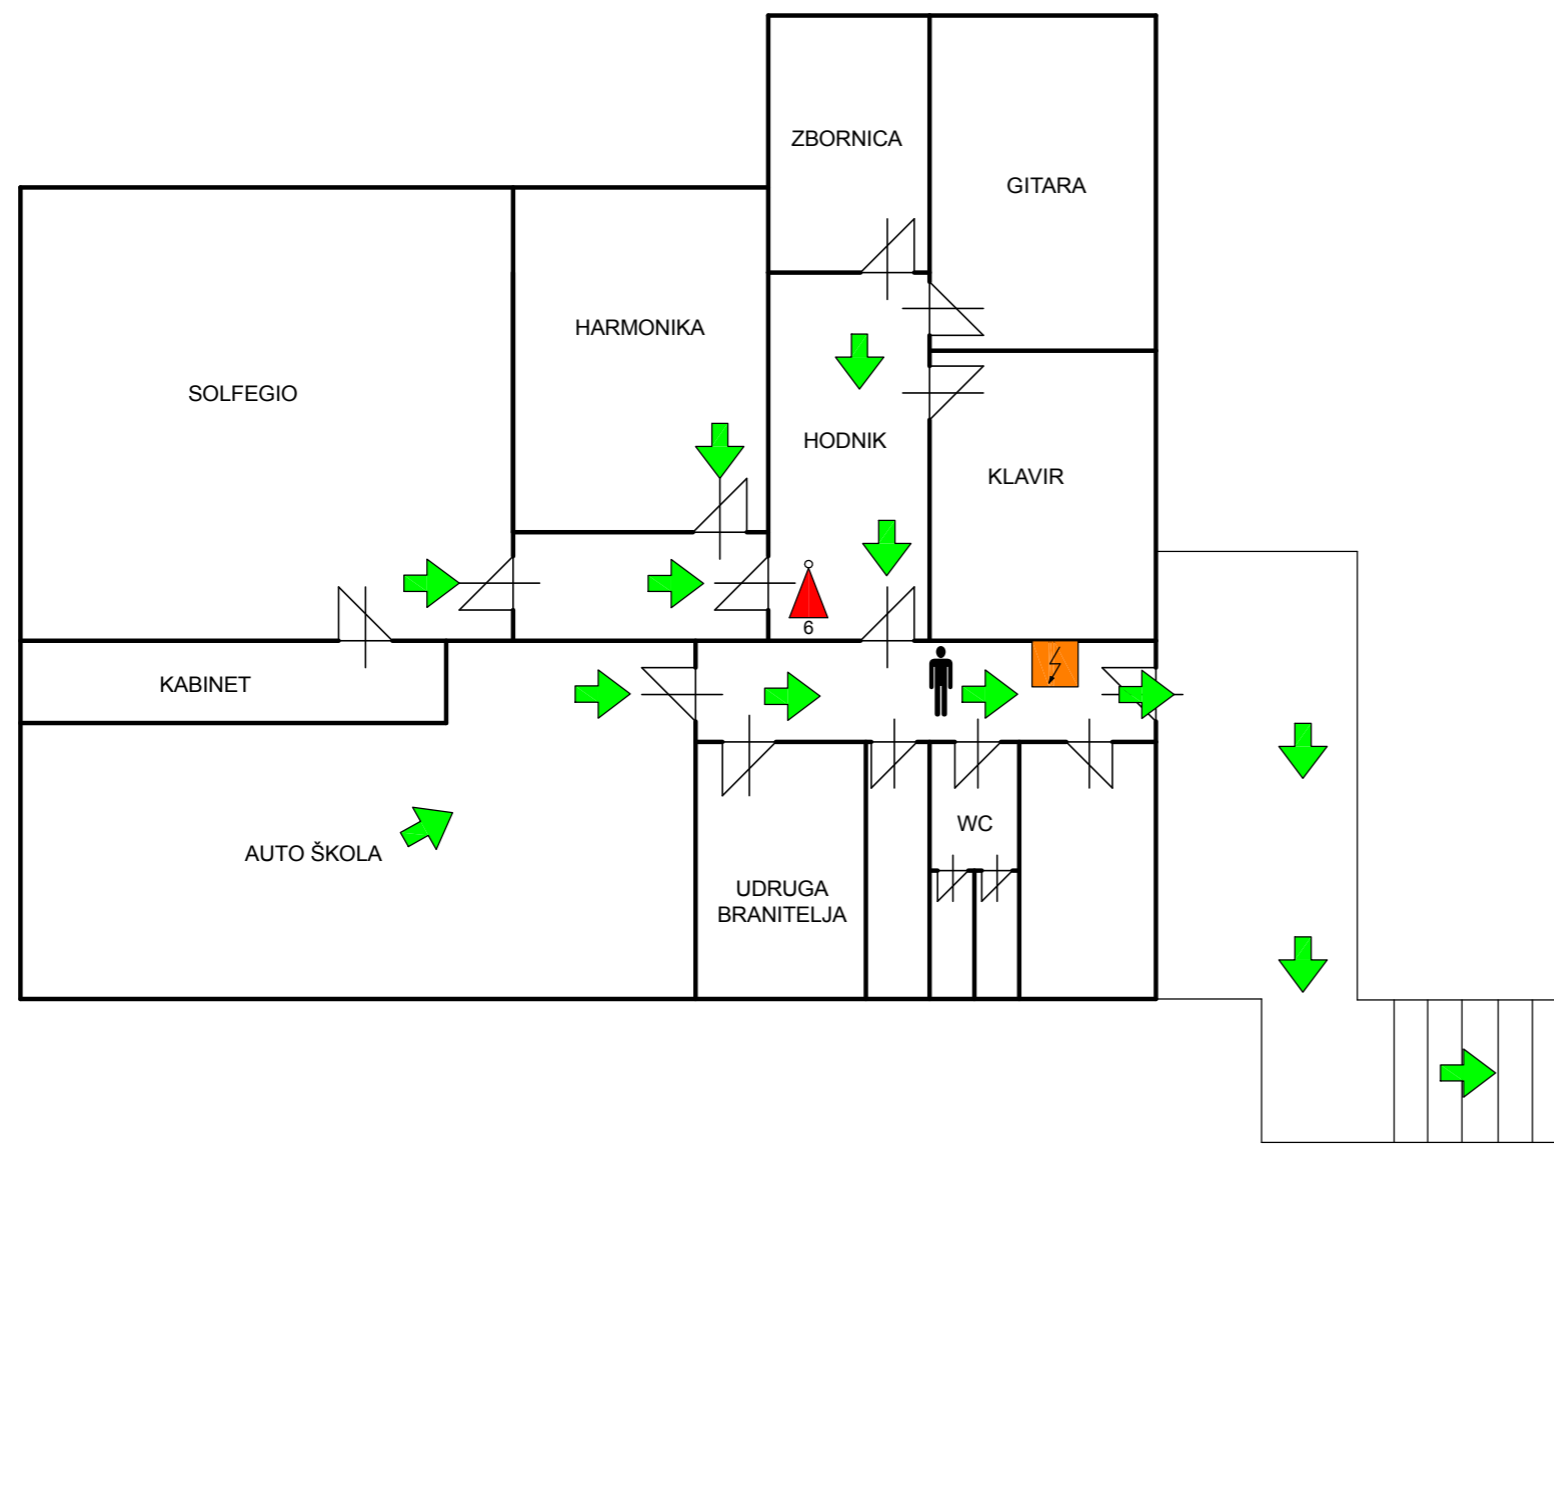 ZBORNICA
GITARA
HARMONIKA
SOLFEGIO
HODNIK
KLAVIR
6
KABINET
WC
AUTO ŠKOLA
UDRUGA
BRANITELJA